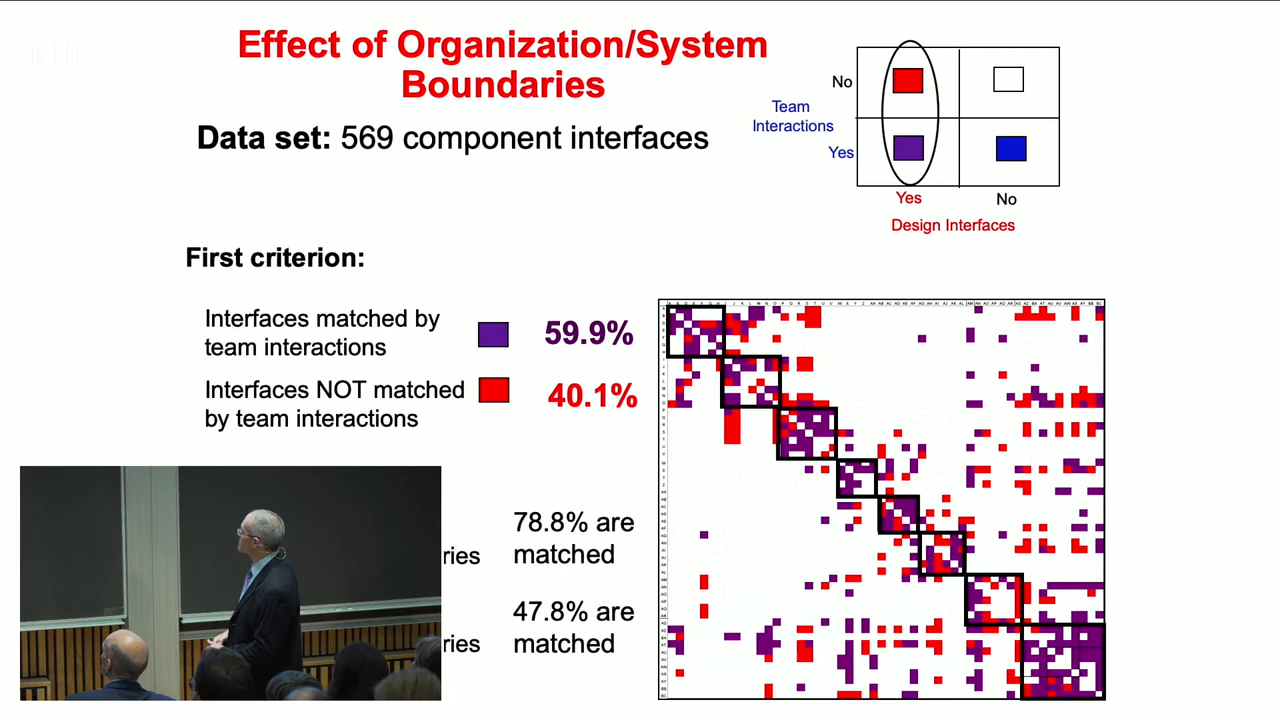 Effect of Organization/System
Boundaries
Data set: 569 component interfaces
No
Team
Interactions
Yes
Yes
No
Design Interfaces
First criterion:
Interfaces matched by
team interactions
59.9%
Interfaces NOT matched
by team interactions
40.1%
78.8% are
ries
matched
47.8% are
ries
matched